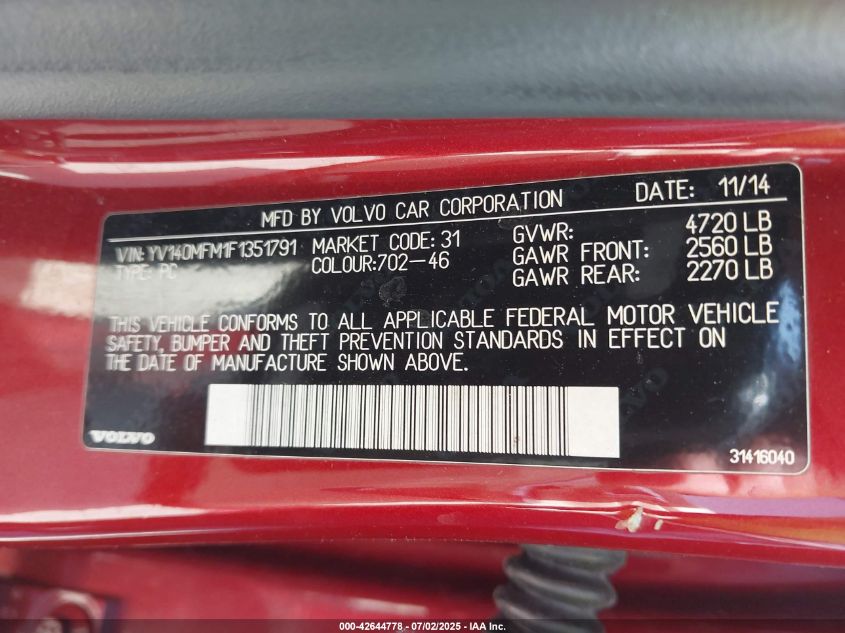 MFD BY VOLVO CAR CORPORATION DATE: 11/14
VIN: YV140MFM1F1351791 MARKET CODE: 31 GVWR: 4720 LB
TYPE: PC COLOUR:702-46 GAWR FRONT: 2560 LB
GAWR REAR: 2270 LB
THIS VEHICLE CONFORMS TO ALL APPLICABLE FEDERAL MOTOR VEHICLE
SAFETY, BUMPER AND THEFT PREVENTION STANDARDS IN EFFECT ON
THE DATE OF MANUFACTURE SHOWN ABOVE.
VOLVO
31416040
000-42644778 - 07/02/2025 - IAA Inc.